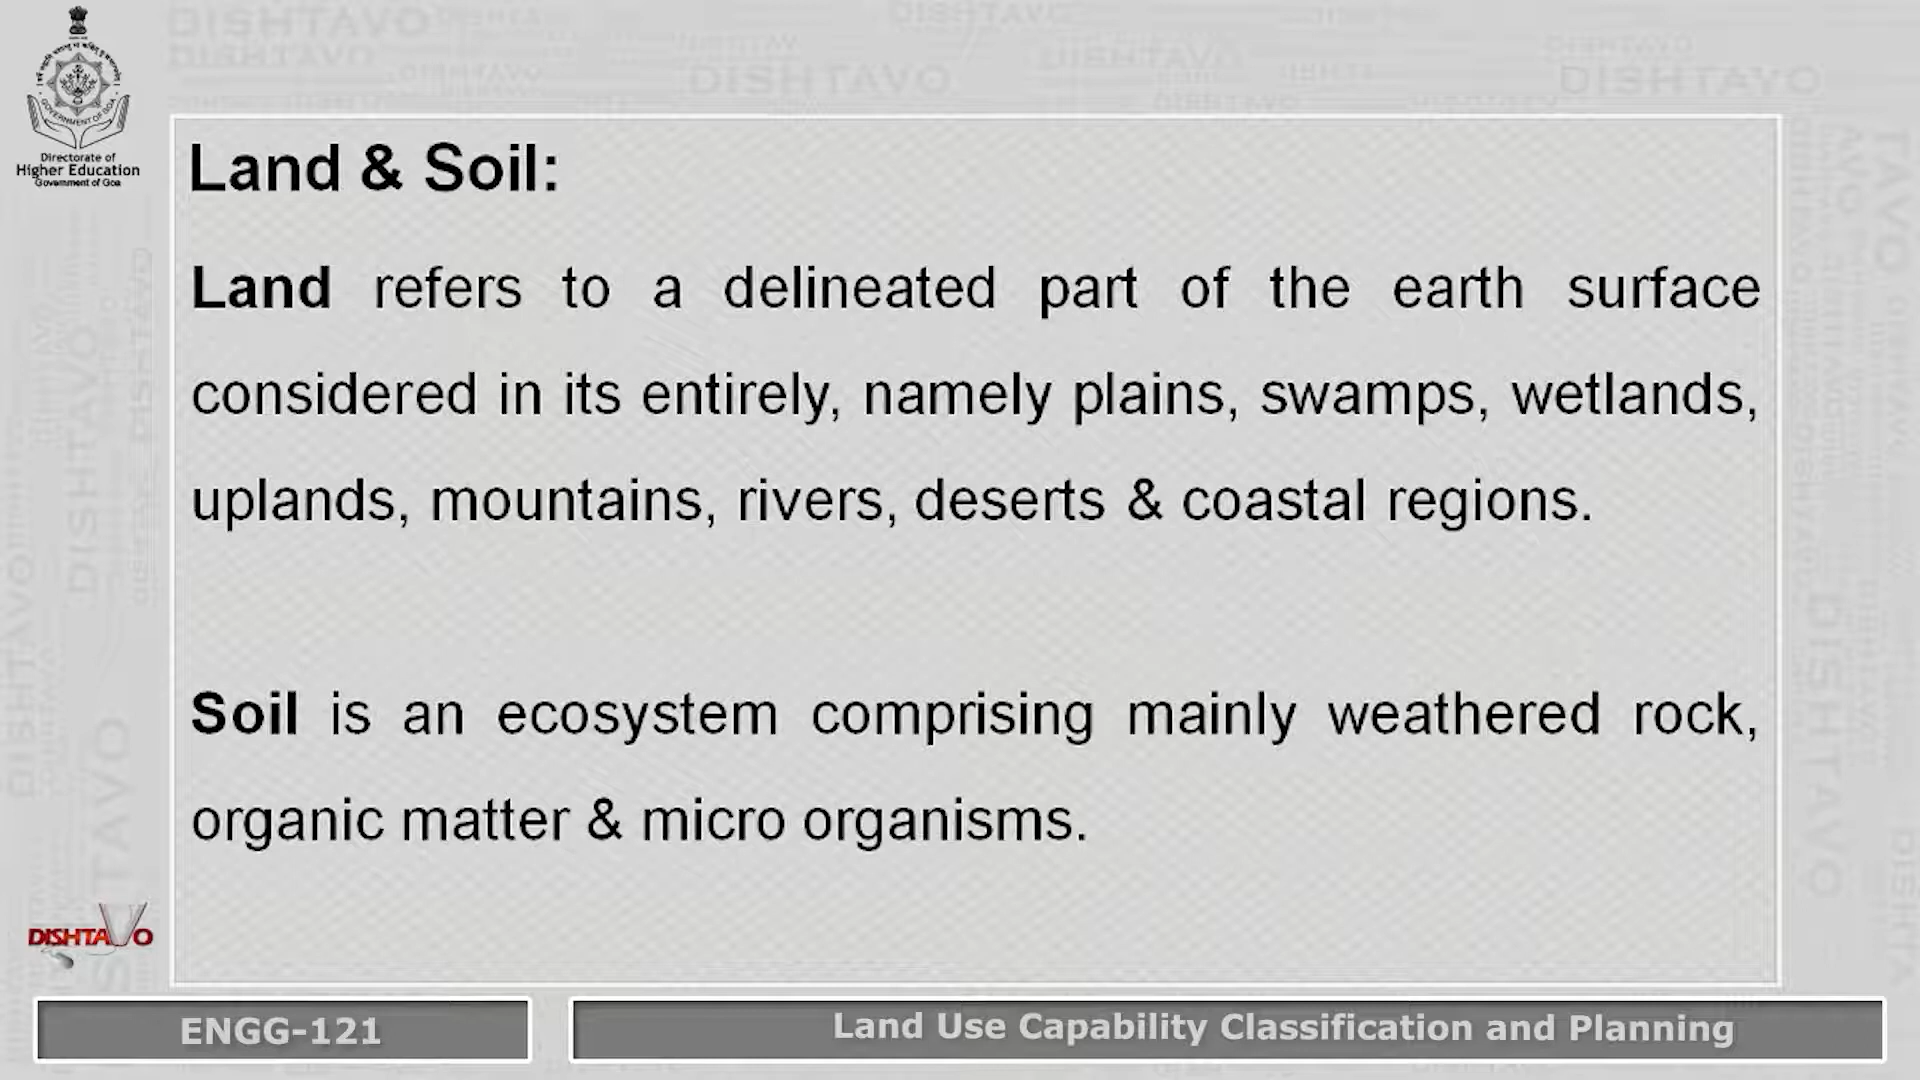 Directorate of
Higher Education
Government of Goa
Land & Soil:
Land refers to a delineated part of the earth surface
considered in its entirely, namely plains, swamps, wetlands,
uplands, mountains, rivers, deserts & coastal regions.
Soil is an ecosystem comprising mainly weathered rock,
organic matter & micro organisms.
DISHTAVO
ENGG-121
Land Use Capability Classification and Planning